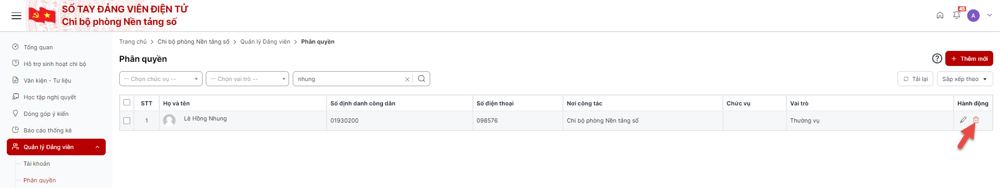 SỔ TAY ĐẢNG VIÊN ĐIỆN TỬ
Chi bộ phòng Nền tảng số
45
A
Trang chủ > Chi bộ phòng Nền tảng số > Quản lý Đảng viên > Phân quyền
Phân quyền
? + Thêm mới
-- Chọn chức vụ -- -- Chọn vai trò -- nhung
Tải lại Sắp xếp theo
STT Họ và tên Số định danh công dân Số điện thoại Nơi công tác Chức vụ Vai trò Hành động
1 Lê Hồng Nhung 01930200 098576 Chi bộ phòng Nền tảng số Thường vụ
Tổng quan
Hỗ trợ sinh hoạt chi bộ
Văn kiện - Tư liệu
Học tập nghị quyết
Đóng góp ý kiến
Báo cáo thống kê
Quản lý Đảng viên
Tài khoản
Phân quyền